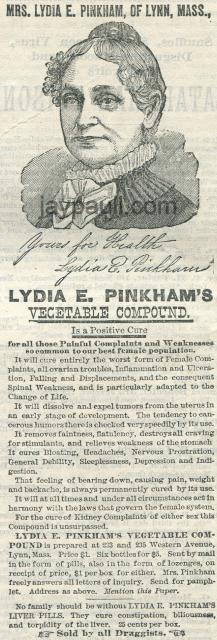 MRS. LYDIA E. PINKHAM, OF LYNN, MASS.,
jaypaull.com
Yours for Health
Lydia E. Pinkham
LYDIA E. PINKHAM'S
VEGETABLE COMPOUND.
Is a Positive Cure
for all those Painful Complaints and Weaknesses
so common to our best female population.
It will cure entirely the worst form of Female Com-
plaints, all ovarian troubles, Inflammation and Ulcera-
tion, Falling and Displacements, and the consequent
Spinal Weakness, and is particularly adapted to the
Change of Life.
It will dissolve and expel tumors from the uterus in
an early stage of development. The tendency to can-
cerous humors there is checked very speedily by its use.
It removes faintness, flatulency, destroys all craving
for stimulants, and relieves weakness of the stomach
It cures Bloating, Headaches, Nervous Prostration,
General Debility, Sleeplessness, Depression and Indi-
gestion.
That feeling of bearing down, causing pain, weight
and backache, is always permanently cured by its use.
It will at all times and under all circumstances act in
harmony with the laws that govern the female system.
For the cure of Kidney Complaints of either sex this
Compound is unsurpassed.
LYDIA E. PINKHAM'S VEGETABLE COM-
POUND is prepared at 233 and 235 Western Avenue,
Lynn, Mass. Price $1. Six bottles for $5. Sent by mail
in the form of pills, also in the form of lozenges, on
receipt of price, $1 per box for either. Mrs. Pinkham
freely answers all letters of inquiry. Send for pamph-
let. Address as above. Mention this Paper.
No family should be without LYDIA E. PINKHAM'S
LIVER PILLS. They cure constipation, biliousness,
and torpidity of the liver. 25 cents per box.
Sold by all Druggists.